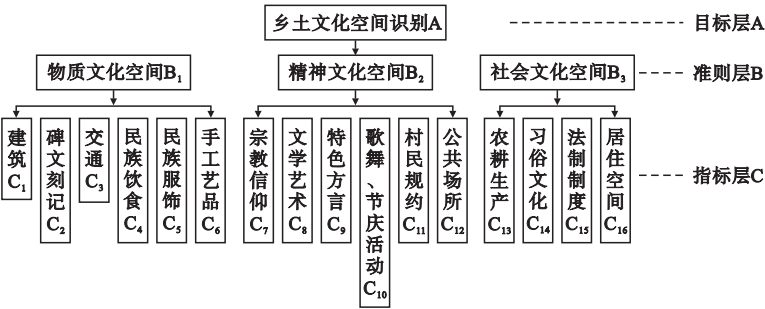 乡土文化空间识别A
目标层A
物质文化空间B₁
精神文化空间B₂
社会文化空间B₃
准则层B
建筑C₁
碑文刻记C₂
交通C₃
民族饮食C₄
民族服饰C₅
手工艺品C₆
宗教信仰C₇
文学艺术C₈
特色方言C₉
歌舞、节庆活动C₁₀
村民规约C₁₁
公共场所C₁₂
农耕生产C₁₃
习俗文化C₁₄
法制制度C₁₅
居住空间C₁₆
指标层C